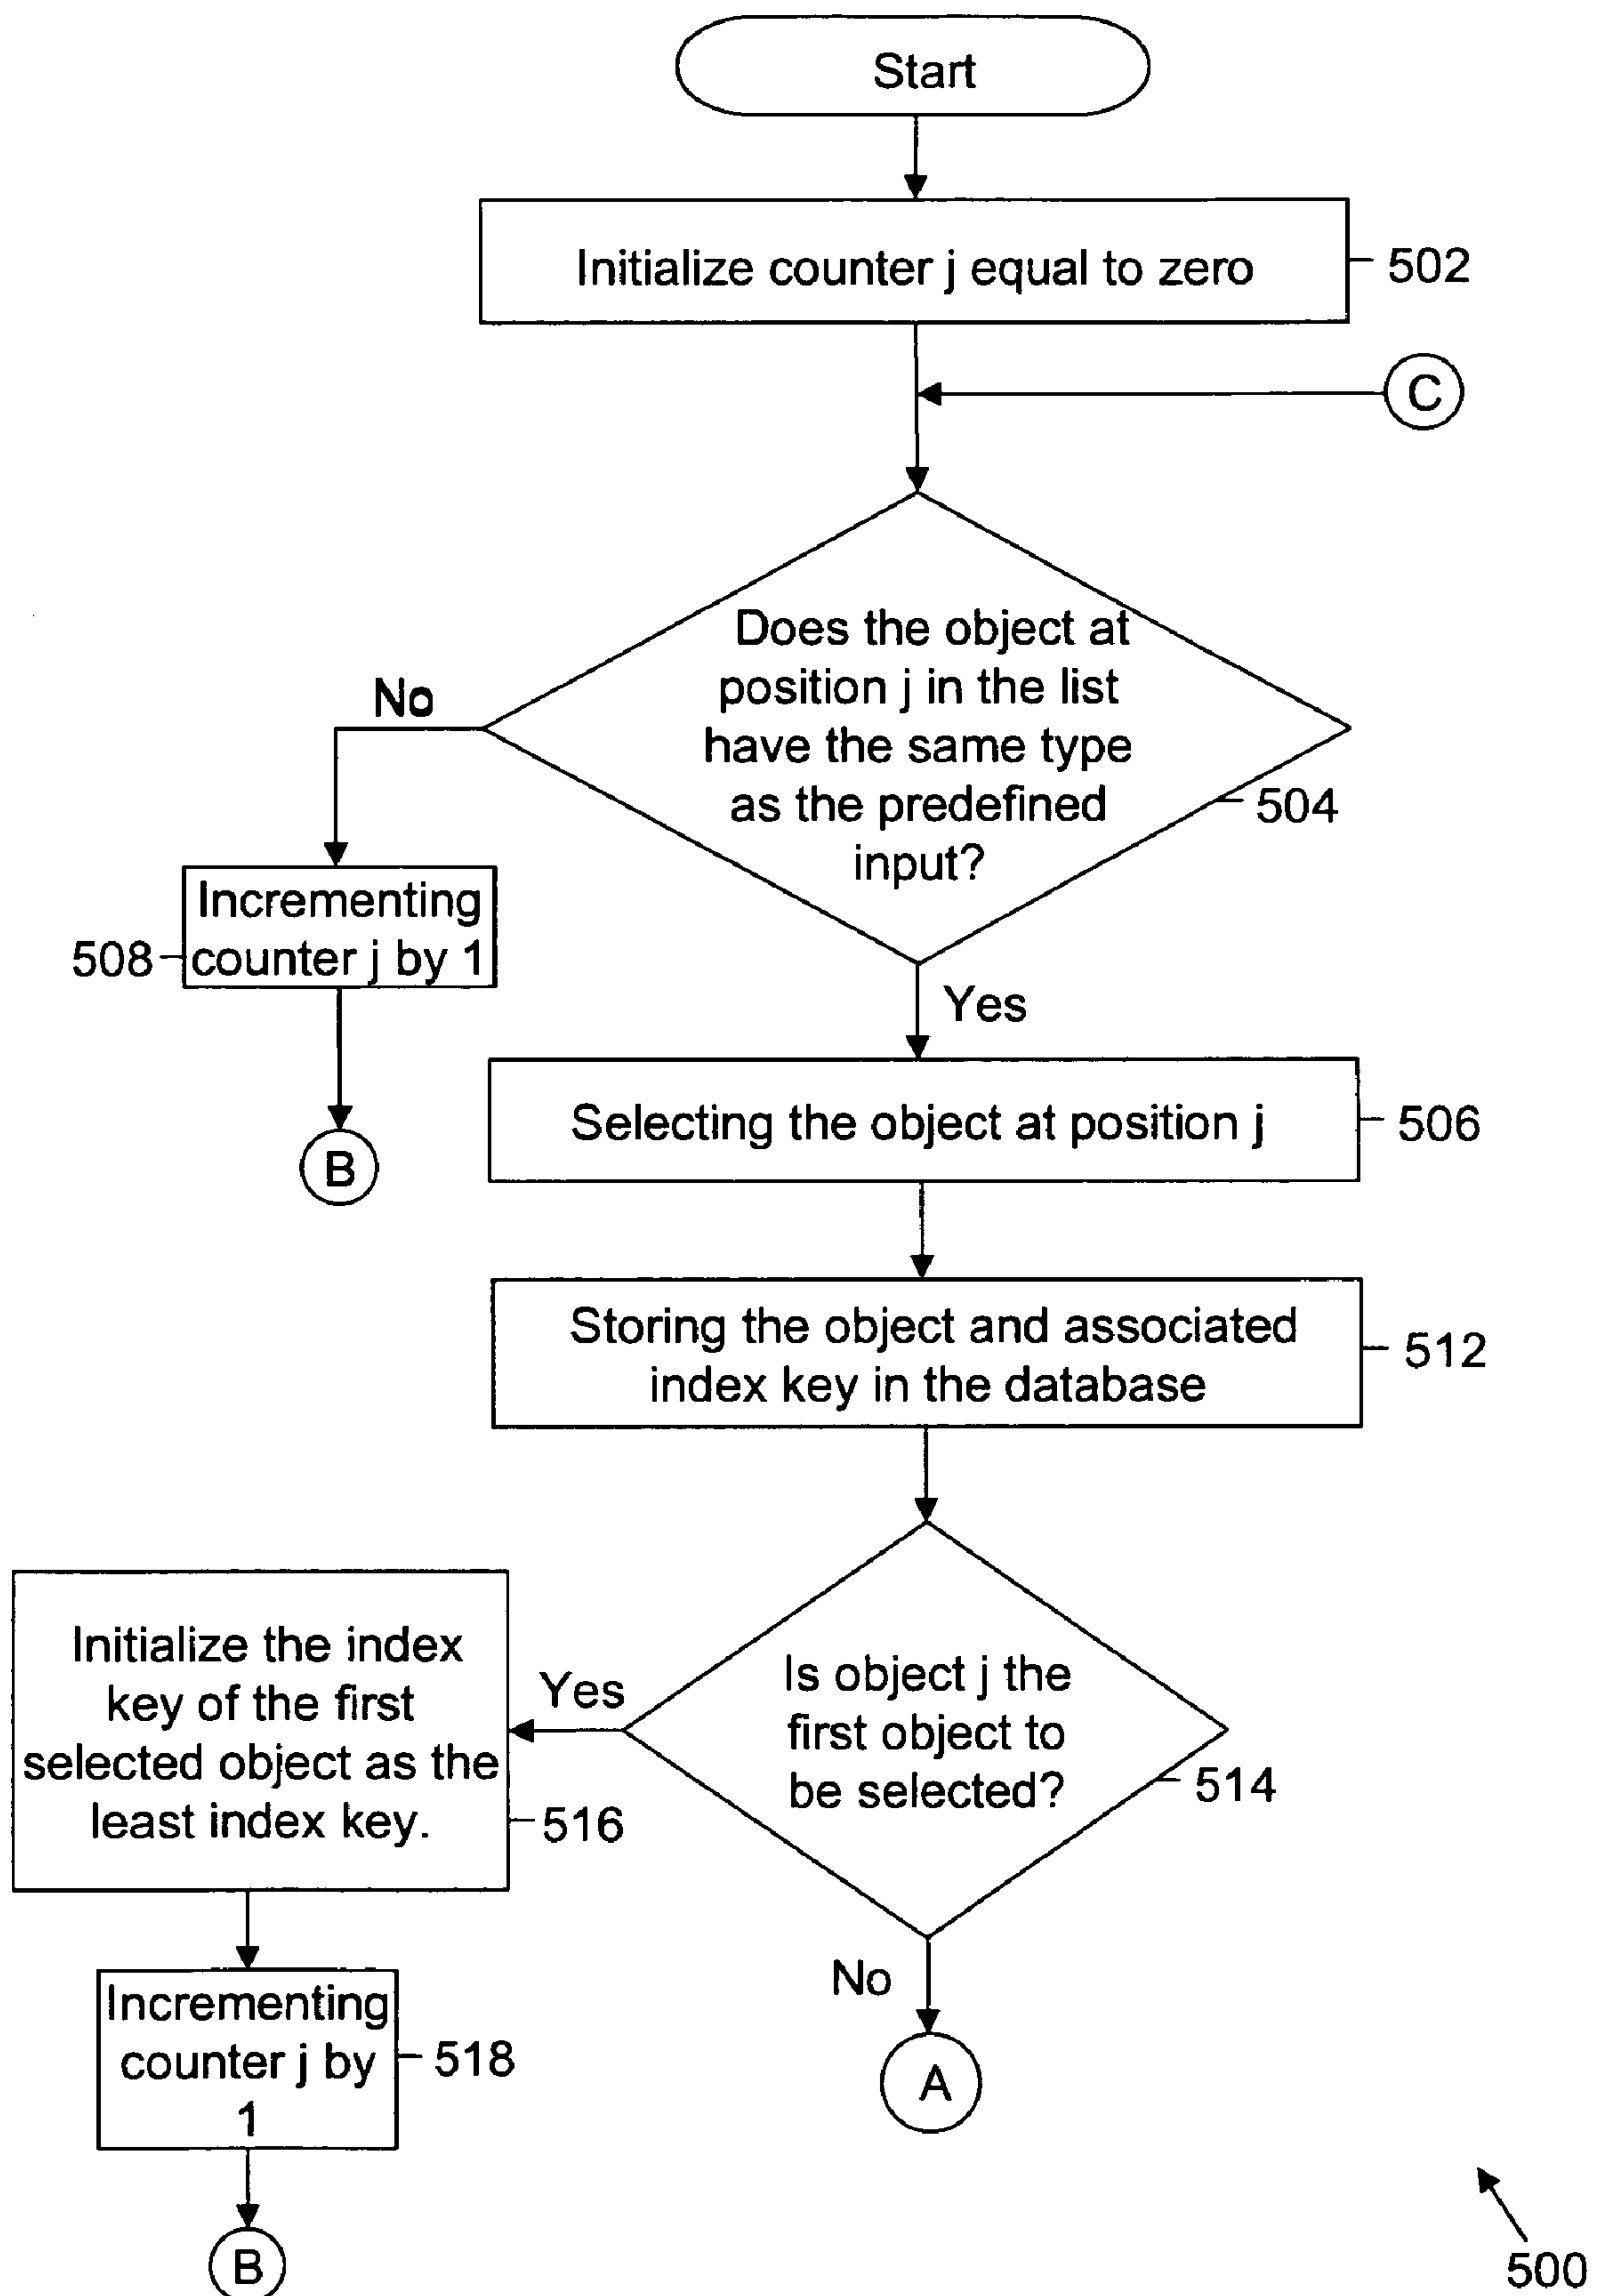 Start
Initialize counter j equal to zero
502
C
Does the object at
position j in the list
have the same type
as the predefined
input?
504
No
Incrementing
counter j by 1
508
B
Yes
Selecting the object at position j
506
Storing the object and associated
index key in the database
512
Is object j the
first object to
be selected?
514
Yes
Initialize the index
key of the first
selected object as the
least index key.
516
Incrementing
counter j by
1
518
B
No
A
500